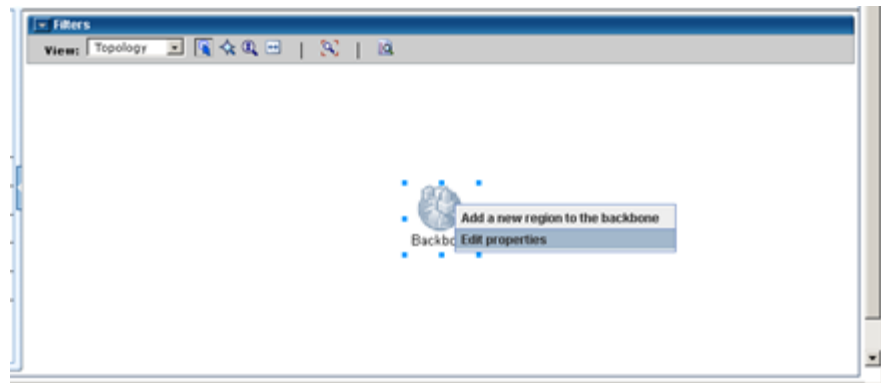 Filters
View: Topology
Add a new region to the backbone
Backbo
Edit properties